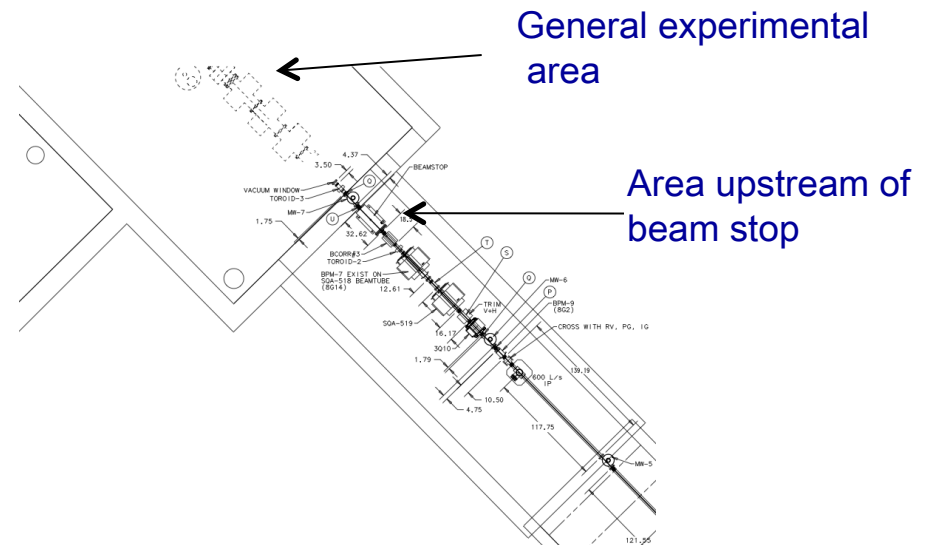 General experimental
area
Area upstream of
beam stop
4.37
3.50
BEAMSTOP
VACUUM WINDOW
Q
TOROID-3
MW-7
U
1.75
32.62
T
S
BCORR#3
TOROID-2
BPM-7 EXIST ON
SQA-518 BEAMTUBE
(8G14)
12.61
Q
MW-6
P
BPM-9
(8G2)
TRIM
V+H
SQA-519
CROSS WITH RV, PG, IG
16.17
3Q10
1.79
139.19
600 L/s
IP
10.50
4.75
117.75
MW-5
121.55